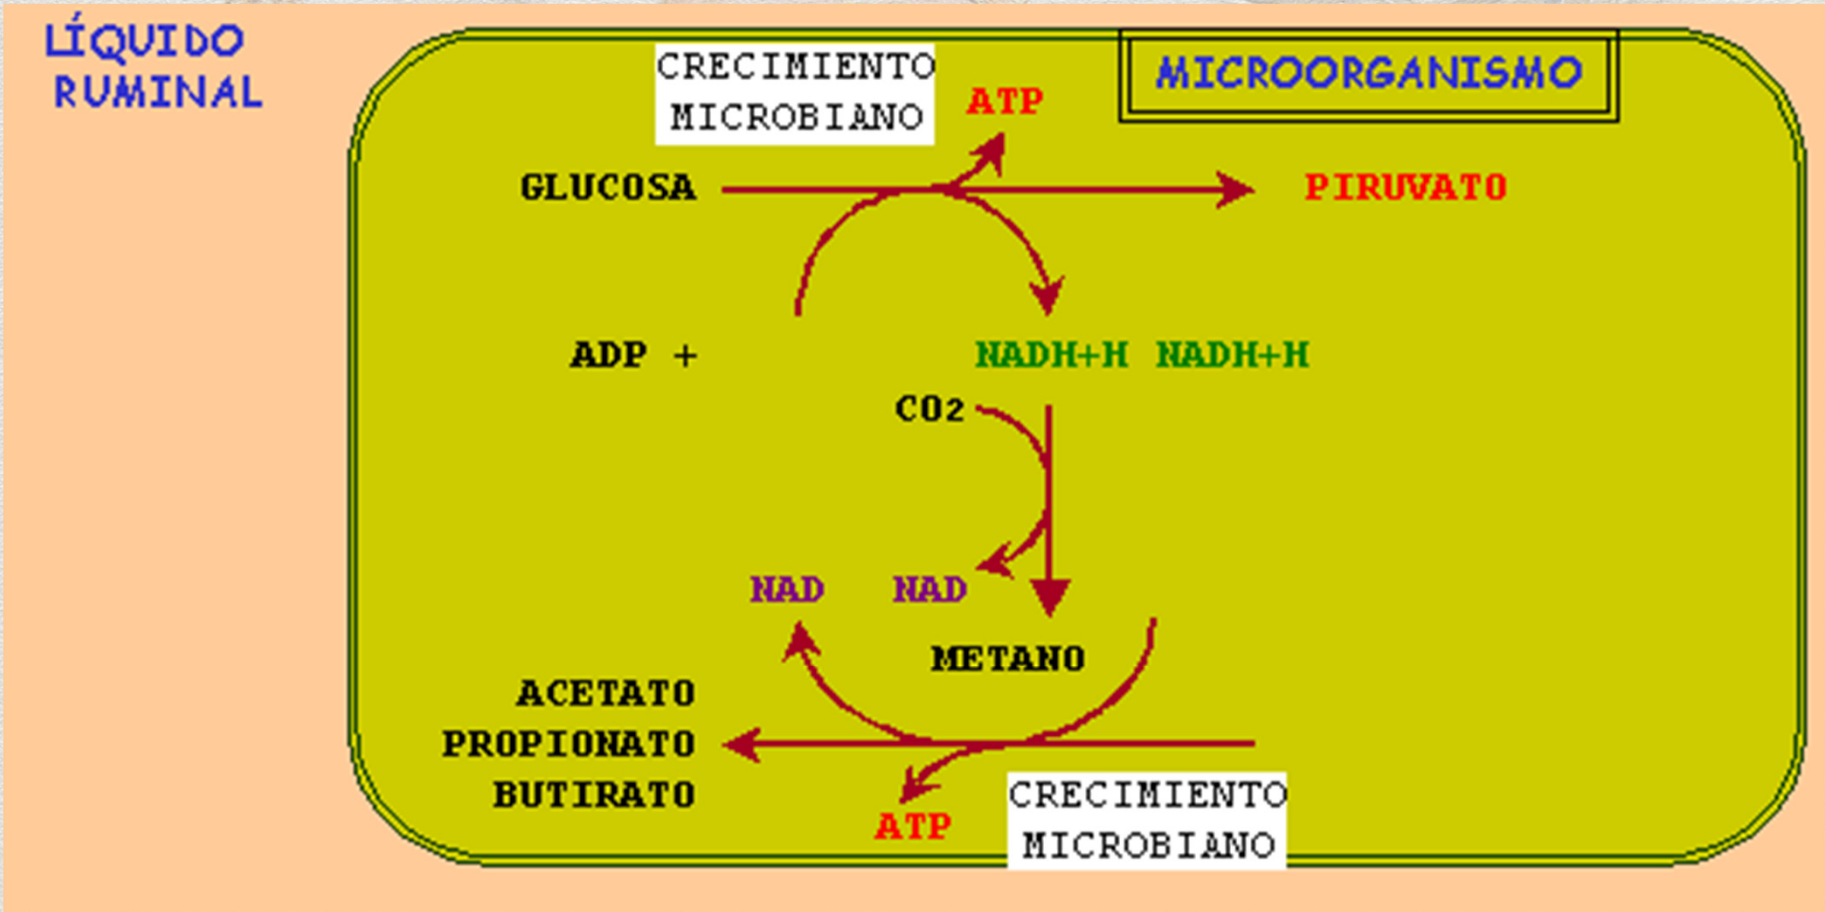 LÍQUIDO
RUMINAL
CRECIMIENTO
MICROBIANO
ATP
MICROORGANISMO
GLUCOSA
PIRUVATO
ADP +
NADH+H NADH+H
CO2
NAD NAD
METANO
ACETATO
PROPIONATO
BUTIRATO
ATP
CRECIMIENTO
MICROBIANO